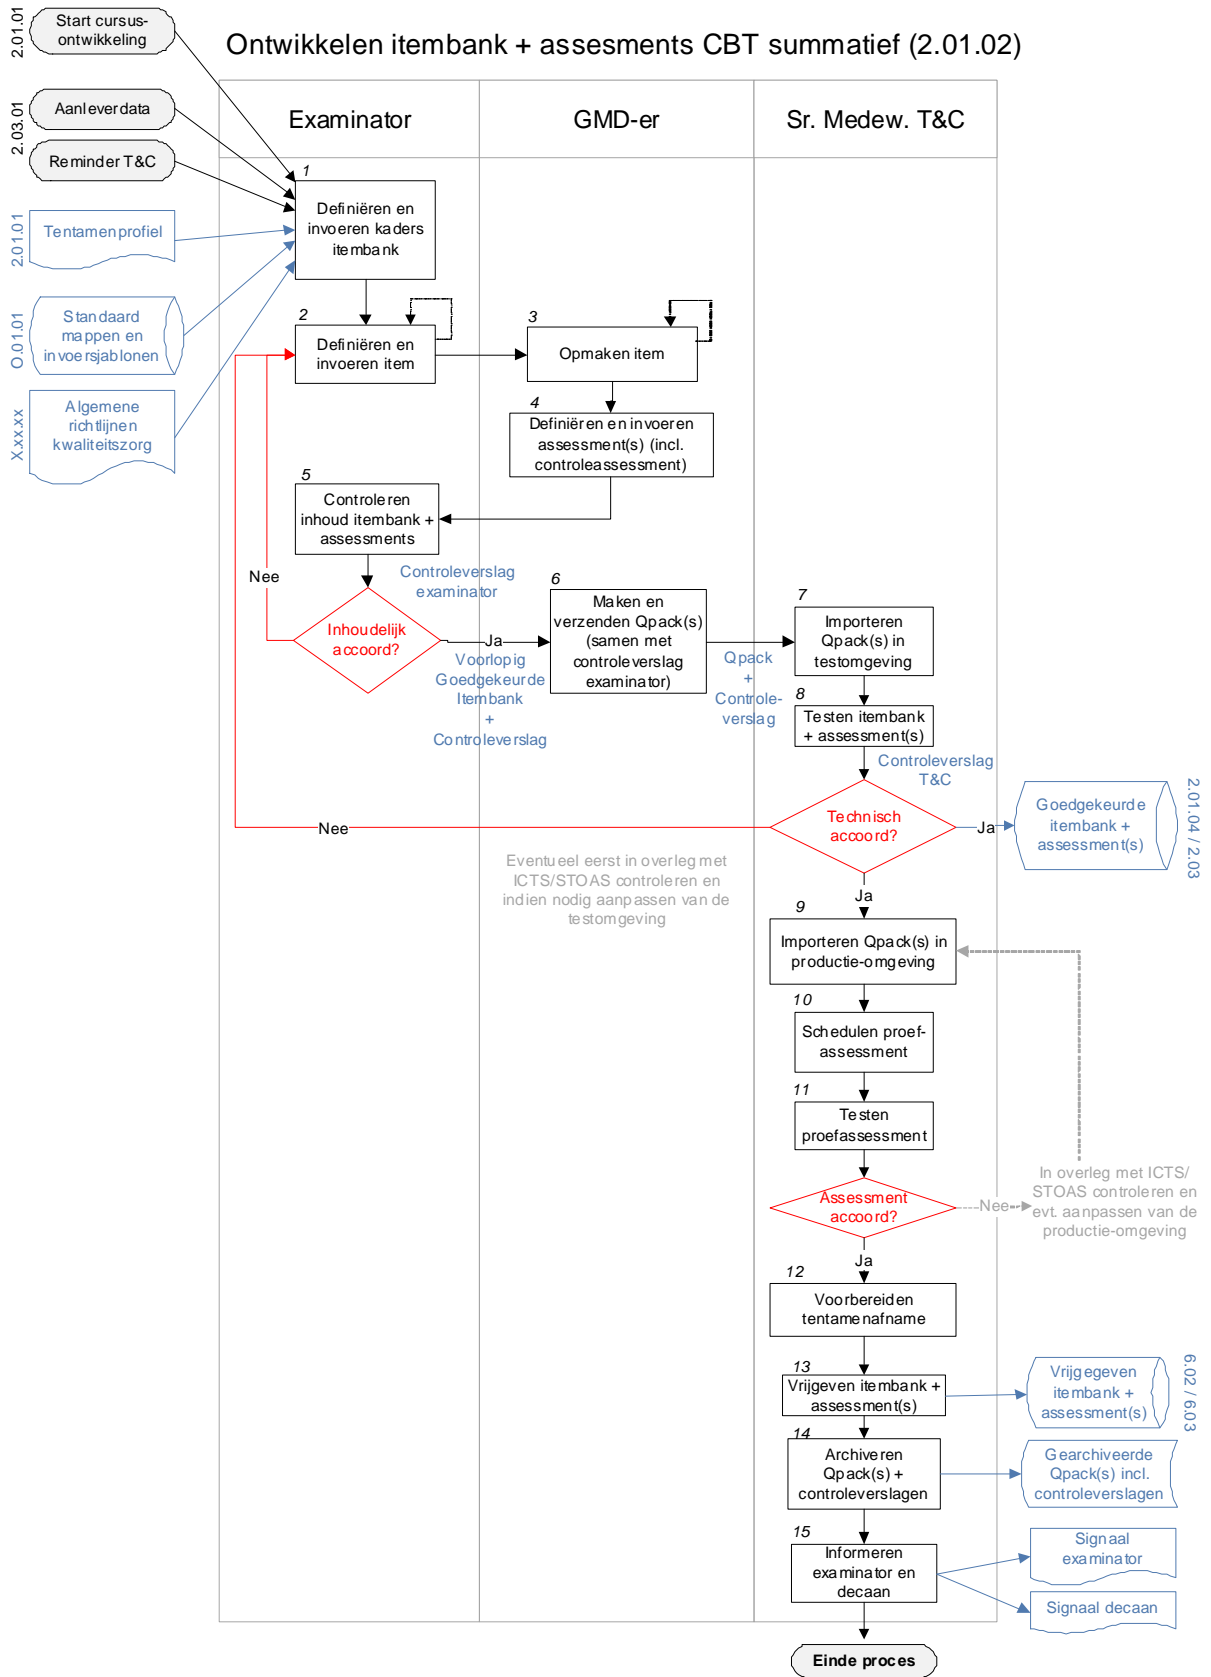 Ontwikkelen itembank + assesments CBT summatief (2.01.02)
2.01.01
Start cursus-
ontwikkeling
2.03.01
Aanleverdata
Reminder T&C
2.01.01
Tentamenprofiel
O.01.01
Standaard
mappen en
invoersjablonen
X.xx.xx
Algemene
richtlijnen
kwaliteitszorg
Examinator
GMD-er
Sr. Medew. T&C
1
Definiëren en
invoeren kaders
itembank
2
Definiëren en
invoeren item
3
Opmaken item
4
Definiëren en invoeren
assessment(s) (incl.
controleassessment)
5
Controleren
inhoud itembank +
assessments
Nee
Controleverslag
examinator
Inhoudelijk
accoord?
Ja
Voorlopig
Goedgekeurde
Itembank
+
Controleverslag
6
Maken en
verzenden Qpack(s)
(samen met
controleverslag
examinator)
Qpack
+
Controle-
verslag
7
Importeren
Qpack(s) in
testomgeving
8
Testen itembank
+ assessment(s)
Controleverslag
T&C
Technisch
accoord?
Nee
Ja
Goedgekeurde
itembank +
assessment(s)
2.01.04 / 2.03
Eventueel eerst in overleg met
ICTS/STOAS controleren en
indien nodig aanpassen van de
testomgeving
Ja
9
Importeren Qpack(s) in
productie-omgeving
10
Schedulen proef-
assessment
11
Testen
proefassessment
Assessment
accoord?
Nee
In overleg met ICTS/
STOAS controleren en
evt. aanpassen van de
productie-omgeving
Ja
12
Voorbereiden
tentamenafname
13
Vrijgeven itembank +
assessment(s)
Vrijgegeven
itembank +
assessment(s)
6.02 / 6.03
14
Archiveren
Qpack(s) +
controleverslagen
Gearchiveerde
Qpack(s) incl.
controleverslagen
15
Informeren
examinator en
decaan
Signaal
examinator
Signaal decaan
Einde proces